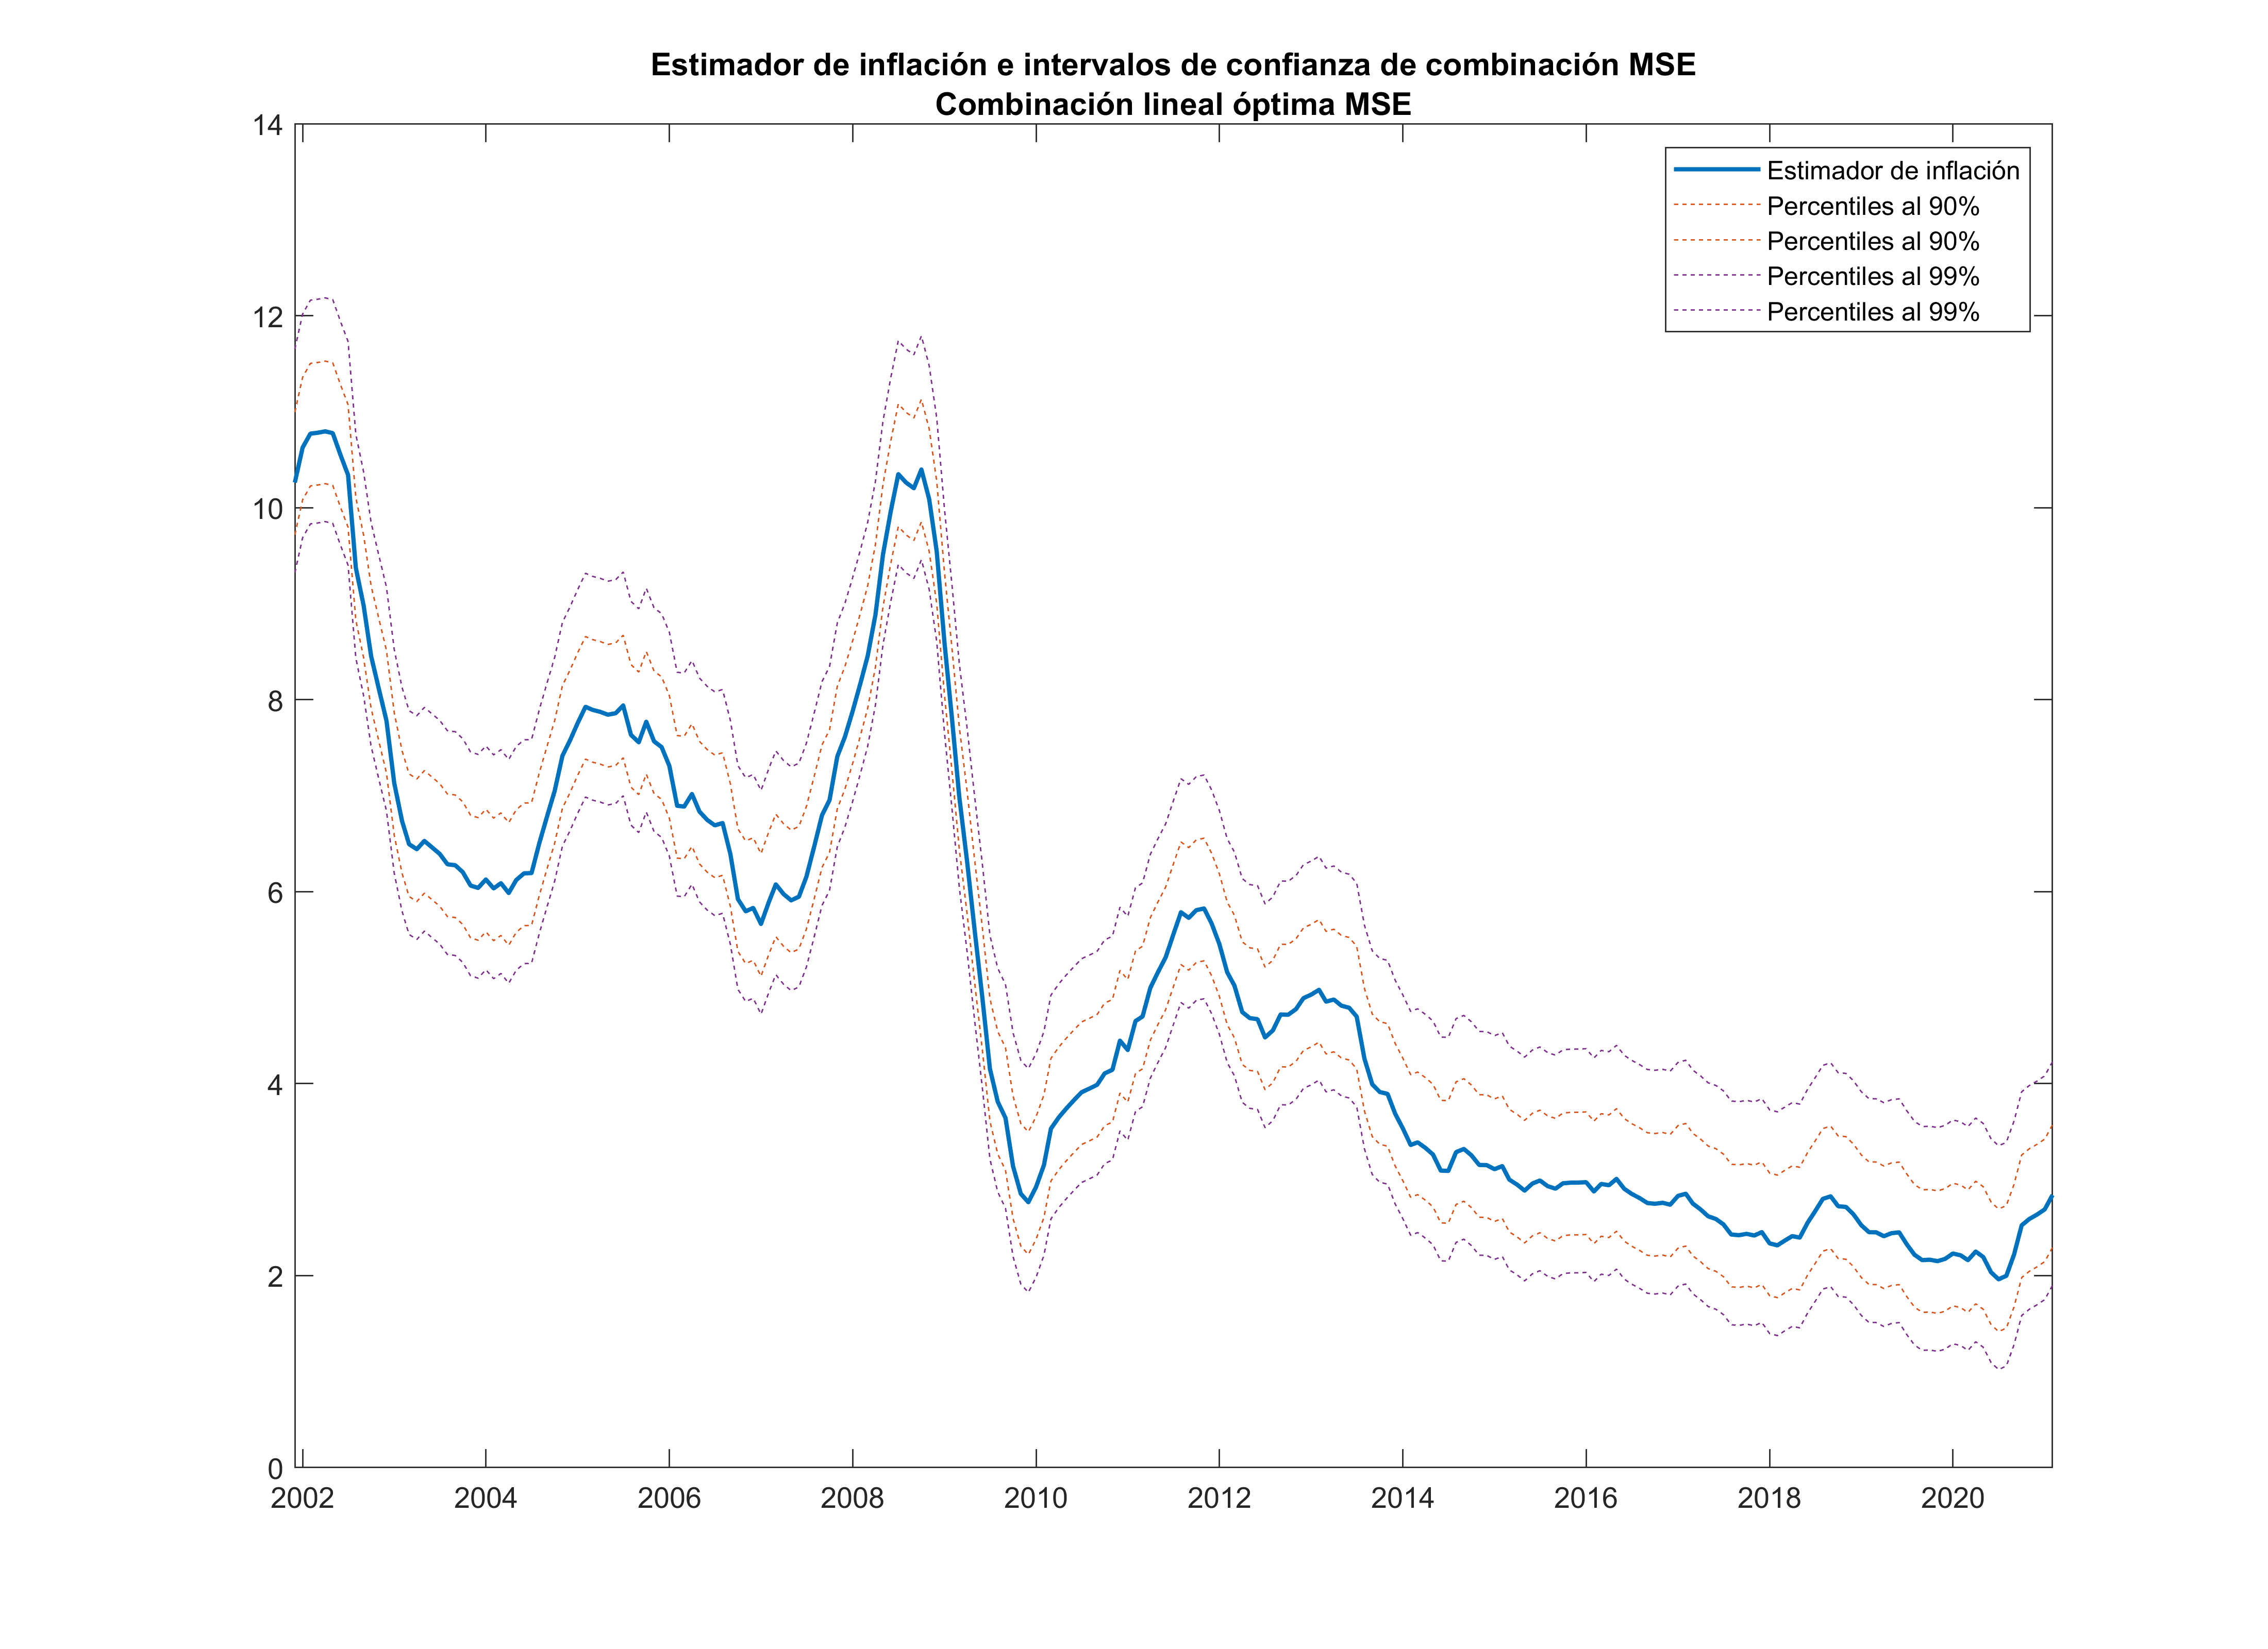 Estimador de inflación e intervalos de confianza de combinación MSE
Combinación lineal óptima MSE
14
12
10
8
6
4
2
0
Estimador de inflación
Percentiles al 90%
Percentiles al 90%
Percentiles al 99%
Percentiles al 99%
2002 2004 2006 2008 2010 2012 2014 2016 2018 2020